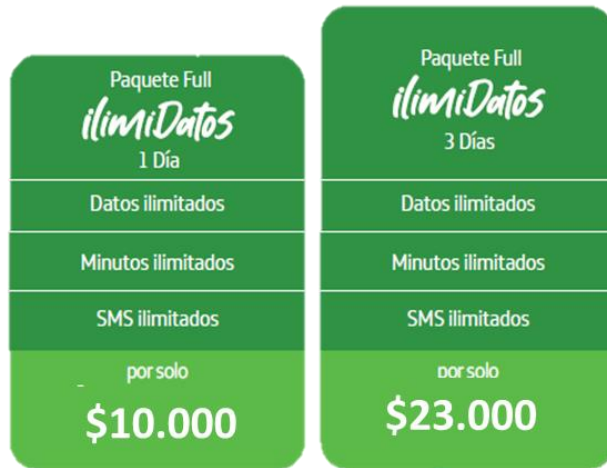 Paquete Full
ilimiDatos
1 Día
Datos ilimitados
Minutos ilimitados
SMS ilimitados
por solo
$10.000
Paquete Full
ilimiDatos
3 Días
Datos ilimitados
Minutos ilimitados
SMS ilimitados
por solo
$23.000